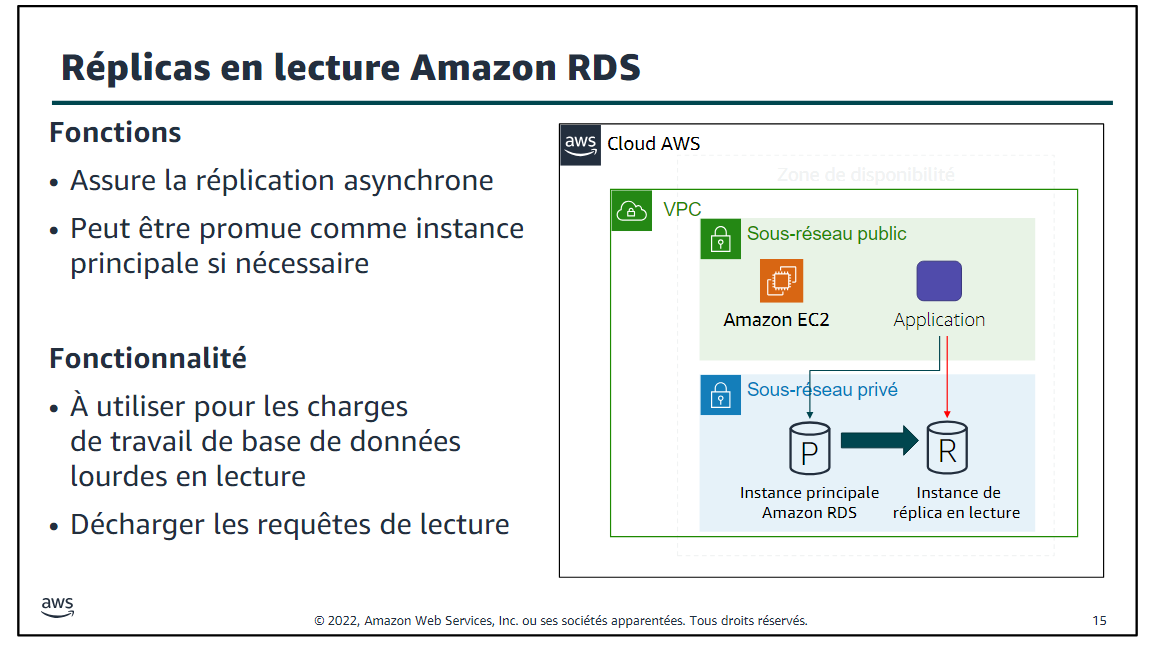 Réplicas en lecture Amazon RDS
Fonctions
• Assure la réplication asynchrone
• Peut être promue comme instance
principale si nécessaire
Fonctionnalité
• À utiliser pour les charges
de travail de base de données
lourdes en lecture
• Décharger les requêtes de lecture
aws
Cloud AWS
Zone de disponibilité
VPC
Sous-réseau public
Amazon EC2
Application
Sous-réseau privé
P
R
Instance principale
Amazon RDS
Instance de
réplica en lecture
aws
© 2022, Amazon Web Services, Inc. ou ses sociétés apparentées. Tous droits réservés.
15